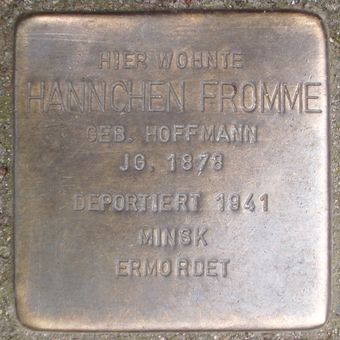 HIER WOHNTE
HANNCHEN FROMME
GEB. HOFFMANN
JG. 1878
DEPORTIERT 1941
MINSK
ERMORDET